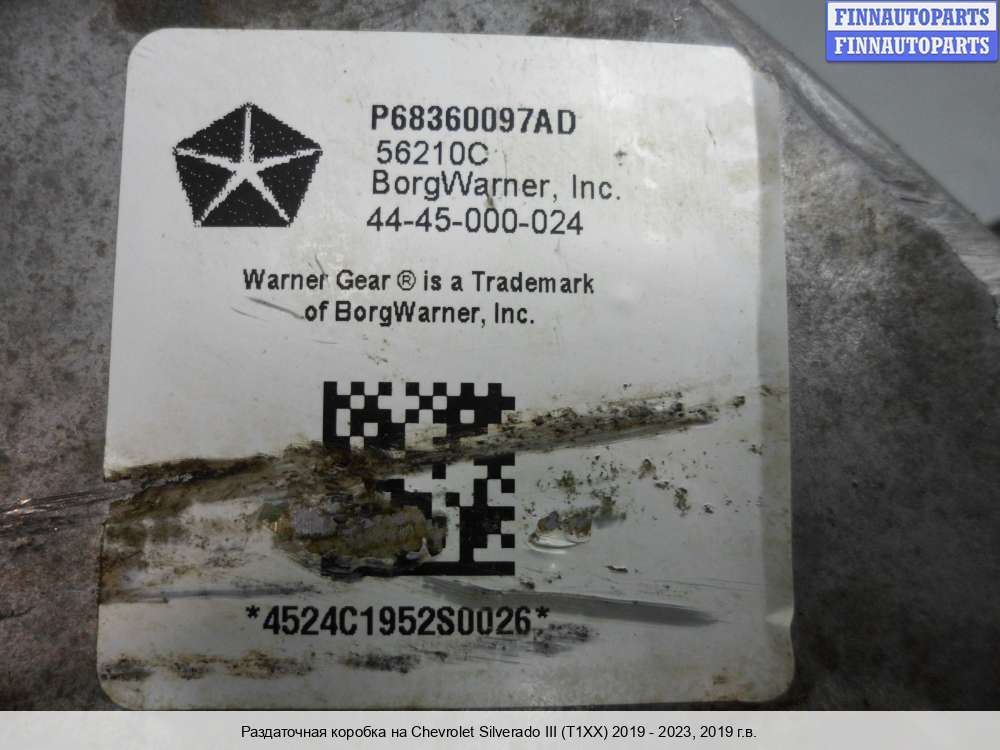 FINNAUTOPARTS
FINNAUTOPARTS
P68360097AD
56210C
BorgWarner, Inc.
44-45-000-024
Warner Gear ® is a Trademark
of BorgWarner, Inc.
*4524C1952S0026*
Раздаточная коробка на Chevrolet Silverado III (T1XX) 2019 - 2023, 2019 г.в.